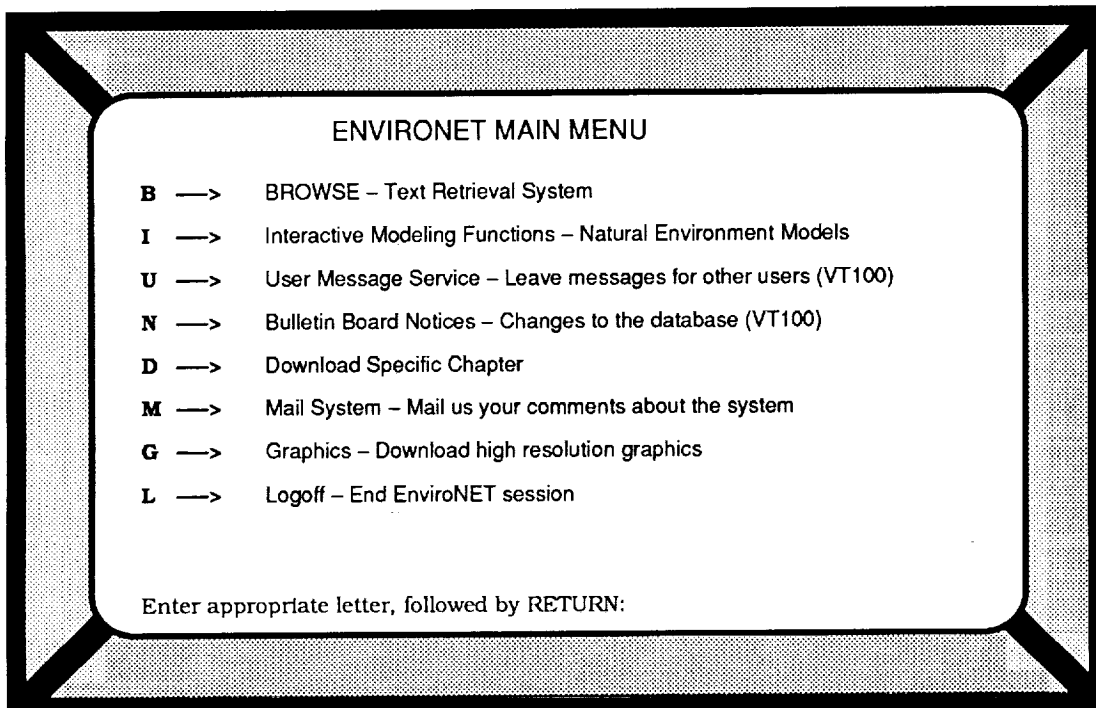 ENVIRONET MAIN MENU
B —–> BROWSE – Text Retrieval System
I —–> Interactive Modeling Functions – Natural Environment Models
U —–> User Message Service – Leave messages for other users (VT100)
N —–> Bulletin Board Notices – Changes to the database (VT100)
D —–> Download Specific Chapter
M —–> Mail System – Mail us your comments about the system
G —–> Graphics – Download high resolution graphics
L —–> Logoff – End EnviroNET session
Enter appropriate letter, followed by RETURN: